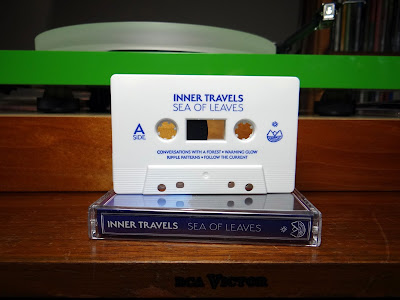 INNER TRAVELS
SEA OF LEAVES
A
SIDE
CONVERSATIONS WITH A FOREST • WARMING GLOW
RIPPLE PATTERNS • FOLLOW THE CURRENT
INNER TRAVELS SEA OF LEAVES
RCA VICTOR